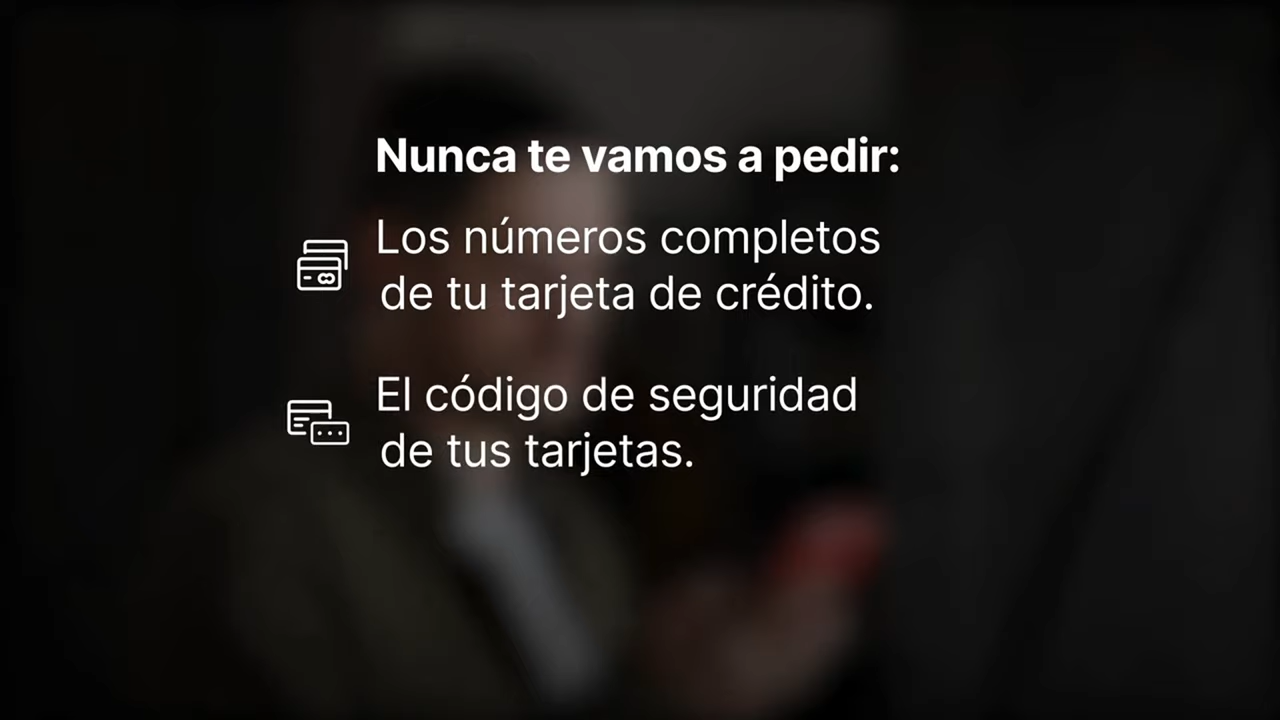 Nunca te vamos a pedir:
Los números completos
de tu tarjeta de crédito.
El código de seguridad
de tus tarjetas.